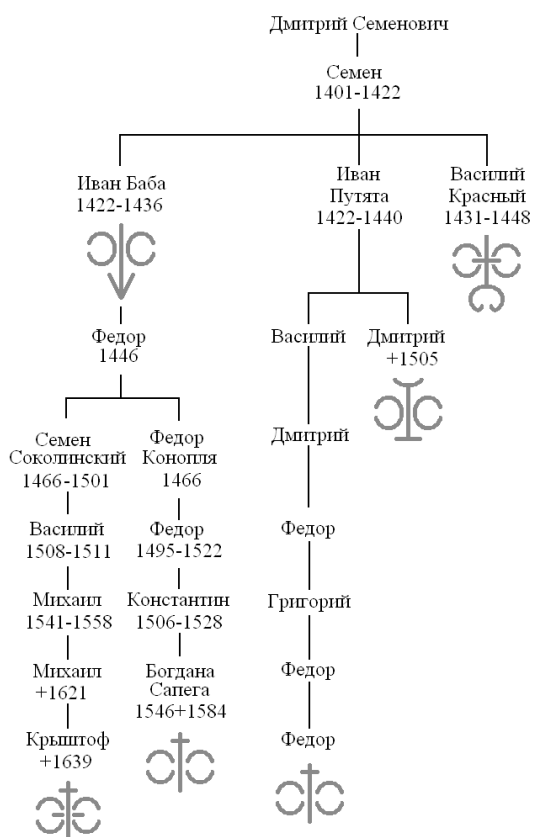 Дмитрий Семенович
Семен
1401-1422
Иван Баба
1422-1436
Иван
Путята
1422-1440
Василий
Красный
1431-1448
Федор
1446
Василий
Дмитрий
+1505
Семен
Соколинский
1466-1501
Федор
Конопля
1466
Дмитрий
Василий
1508-1511
Федор
1495-1522
Федор
Михаил
1541-1558
Константин
1506-1528
Григорий
Михаил
+1621
Богдана
Сапега
1546+1584
Федор
Крыштоф
+1639
Федор